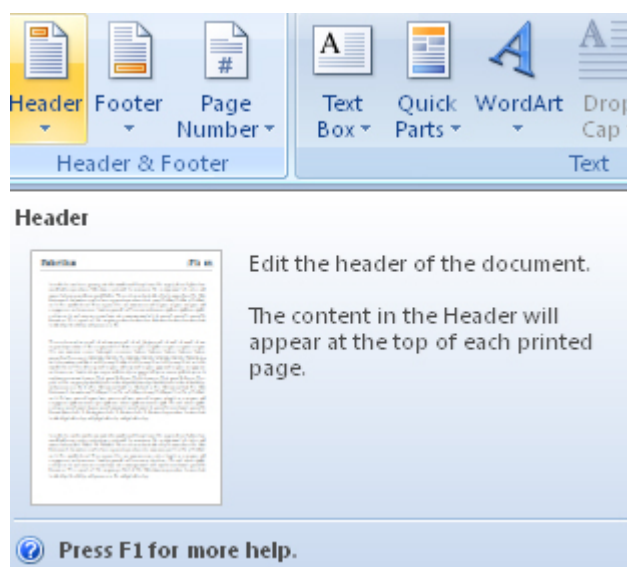 Header Footer Page Number Text Box Quick Parts WordArt Drop Cap
Header & Footer Text
Header
Edit the header of the document.
The content in the Header will
appear at the top of each printed
page.
Press F1 for more help.